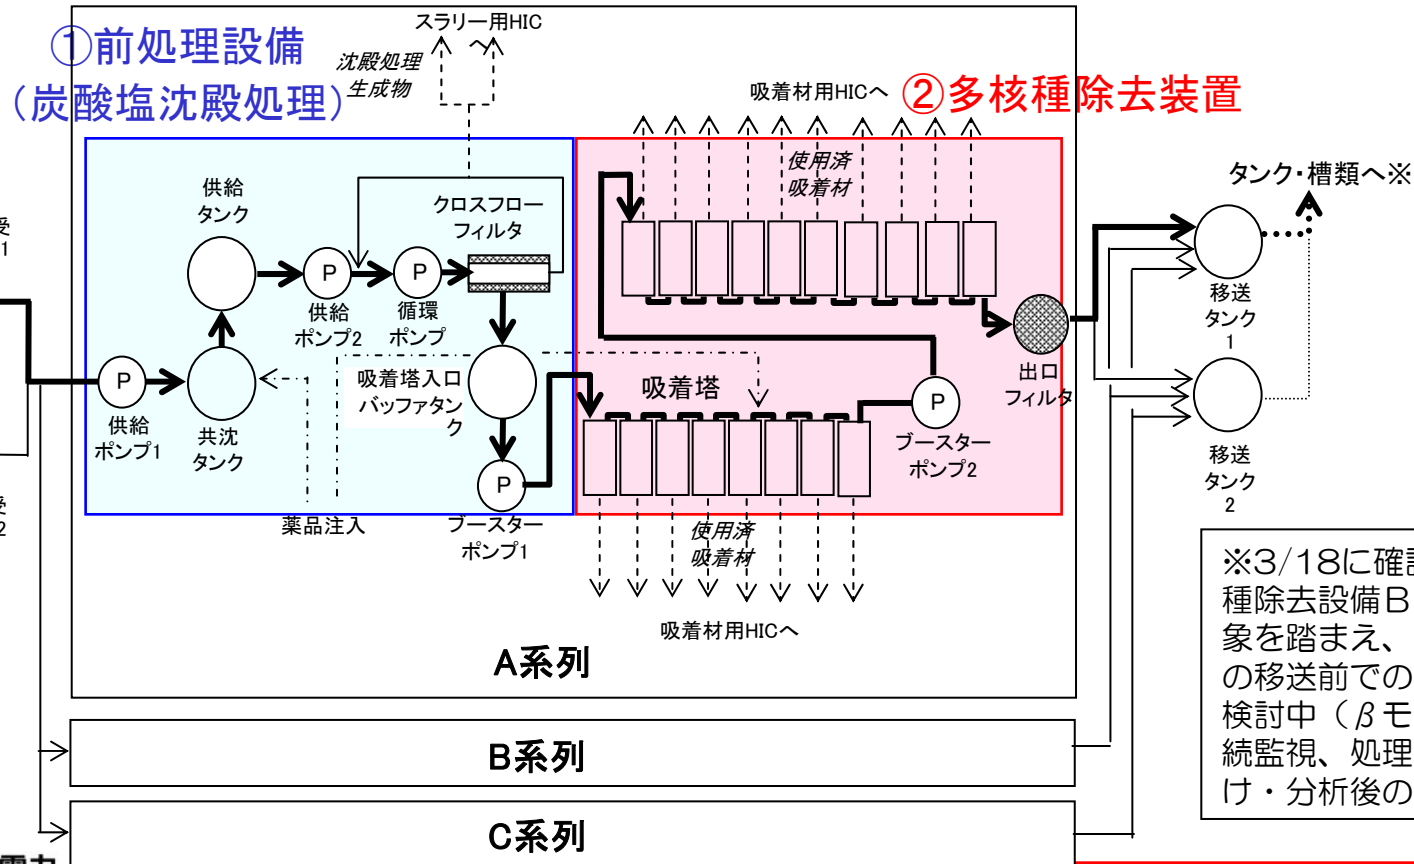 スラリー用HICへ
①前処理設備
（炭酸塩沈殿処理）
沈殿処理
生成物
吸着材用HICへ
②多核種除去装置
供給
タンク
クロスフロー
フィルタ
使用済
吸着材
タンク・槽類へ※
受
1
P
P
供給
ポンプ2
循環
ポンプ
移送
タンク
1
P
供給
ポンプ1
共沈
タンク
吸着塔入口
バッファタン
ク
吸着塔
P
ブースター
ポンプ2
出口
フィルタ
移送
タンク
2
P
ブースター
ポンプ1
薬品注入
使用済
吸着材
吸着材用HICへ
2
A系列
B系列
C系列
※3/18に確
種除去設備B
象を踏まえ、
の移送前での
検討中（βモ
続監視、処理
け・分析後の
電力